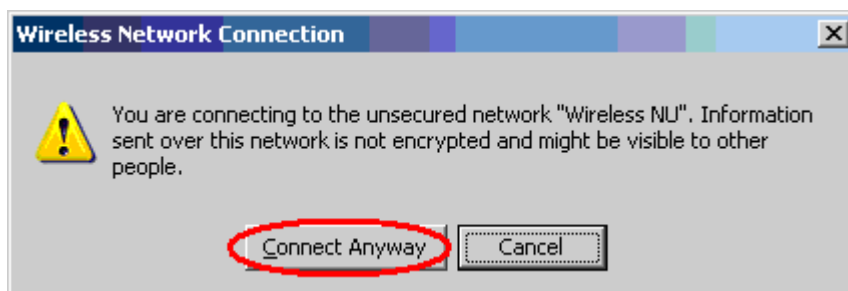 Wireless Network Connection
You are connecting to the unsecured network "Wireless NU". Information
sent over this network is not encrypted and might be visible to other
people.
Connect Anyway
Cancel